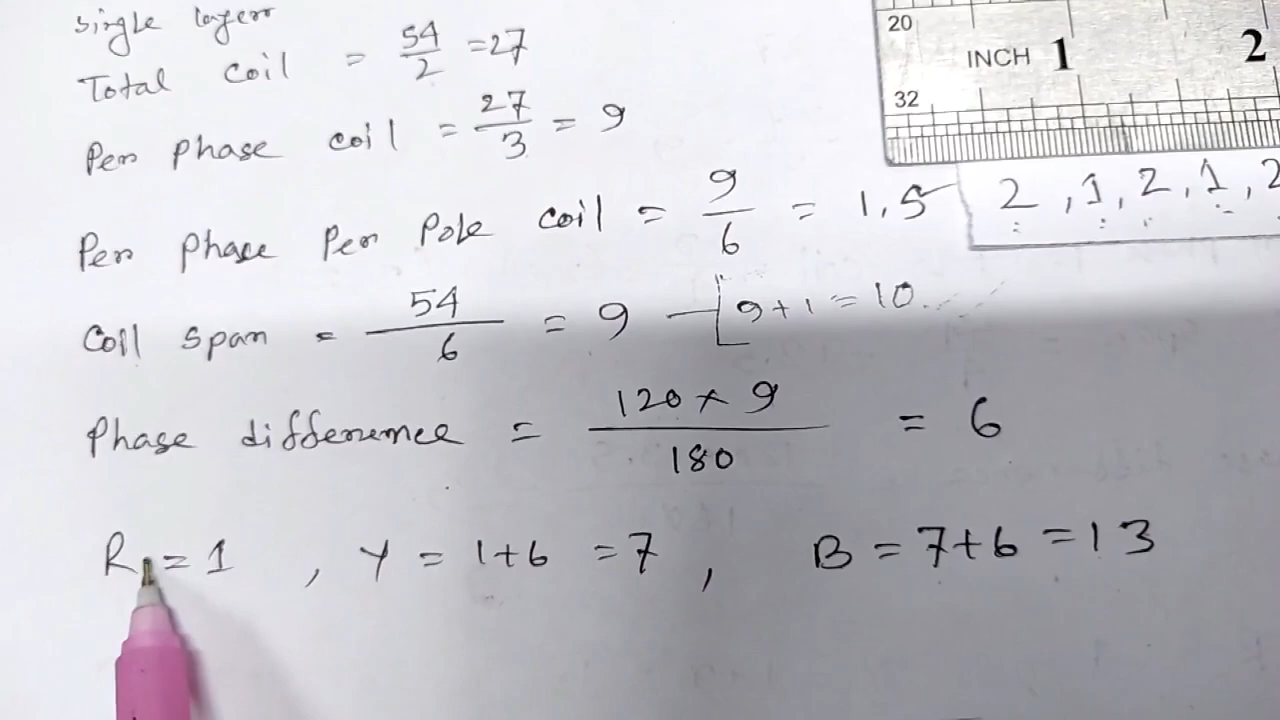 Single layer
Total coil = 54/2 = 27
Per phase coil = 27/3 = 9
Per phase per pole coil = 9/6 = 1.5
2, 1, 2, 1, 2
Coil span = 54/6 = 9 — [9+1 = 10
Phase difference = 120 × 9 / 180 = 6
R = 1, Y = 1+6 = 7, B = 7+6 = 13
20
INCH 1 2
32